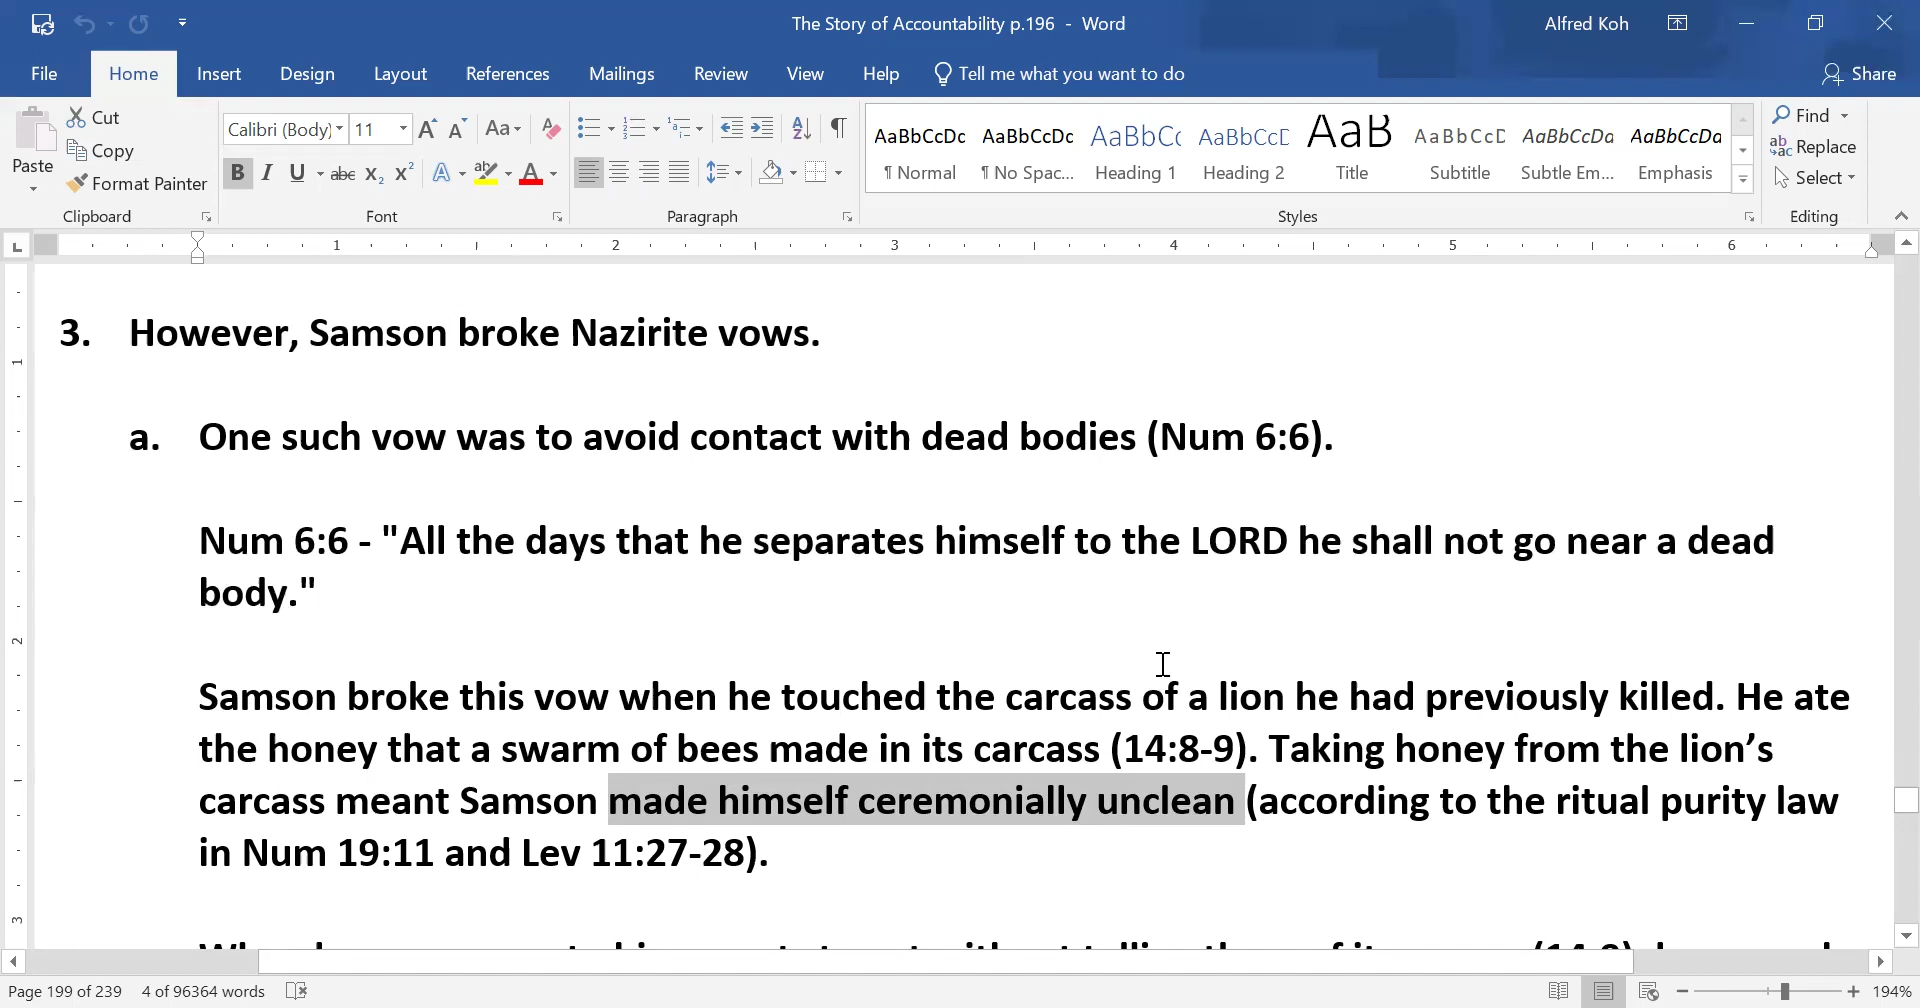 The Story of Accountability p.196 - Word
Alfred Koh
File Home Insert Design Layout References Mailings Review View Help Tell me what you want to do Share
Paste
Cut
Copy
Format Painter
Clipboard
Calibri (Body) 11
Font
Paragraph
AaBbCcDc AaBbCcDc AaBbCc AaBbCcD AaB AaBbCcD AaBbCcDa AaBbCcDa
¶ Normal ¶ No Spac... Heading 1 Heading 2 Title Subtitle Subtle Em... Emphasis
Styles
Find
Replace
Select
Editing
1 2 3 4 5 6
3. However, Samson broke Nazirite vows.
a. One such vow was to avoid contact with dead bodies (Num 6:6).
Num 6:6 - "All the days that he separates himself to the LORD he shall not go near a dead
body."
Samson broke this vow when he touched the carcass of a lion he had previously killed. He ate
the honey that a swarm of bees made in its carcass (14:8-9). Taking honey from the lion’s
carcass meant Samson made himself ceremonially unclean (according to the ritual purity law
in Num 19:11 and Lev 11:27-28).
Page 199 of 239 4 of 96364 words 194%